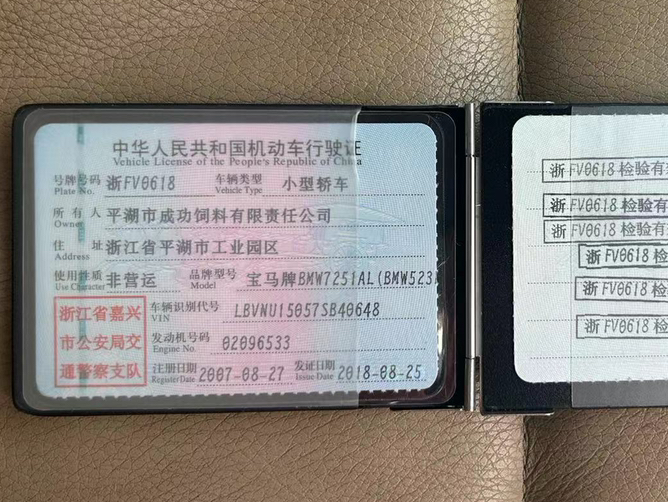 中华人民共和国机动车行驶证
Vehicle License of the People's Republic of China
号牌号码 浙FV0618 车辆类型 小型轿车
Plate No. Vehicle Type
所有人 平湖市成功饲料有限责任公司
Owner
住址 浙江省平湖市工业园区
Address
使用性质 非营运 品牌型号 宝马牌BMW7251AL(BMW523
Use Character Model
浙江省嘉兴
市公安局交
通警察支队
车辆识别代号 LBVNU15057SB40648
VIN
发动机号码 02096533
Engine No.
注册日期 2007-08-27 发证日期 2018-08-25
Register Date Issue Date
浙FV0618检验有
浙FV0618检验有
浙FV0618检验有
浙FV0618检
浙FV0618检验
浙FV0618检